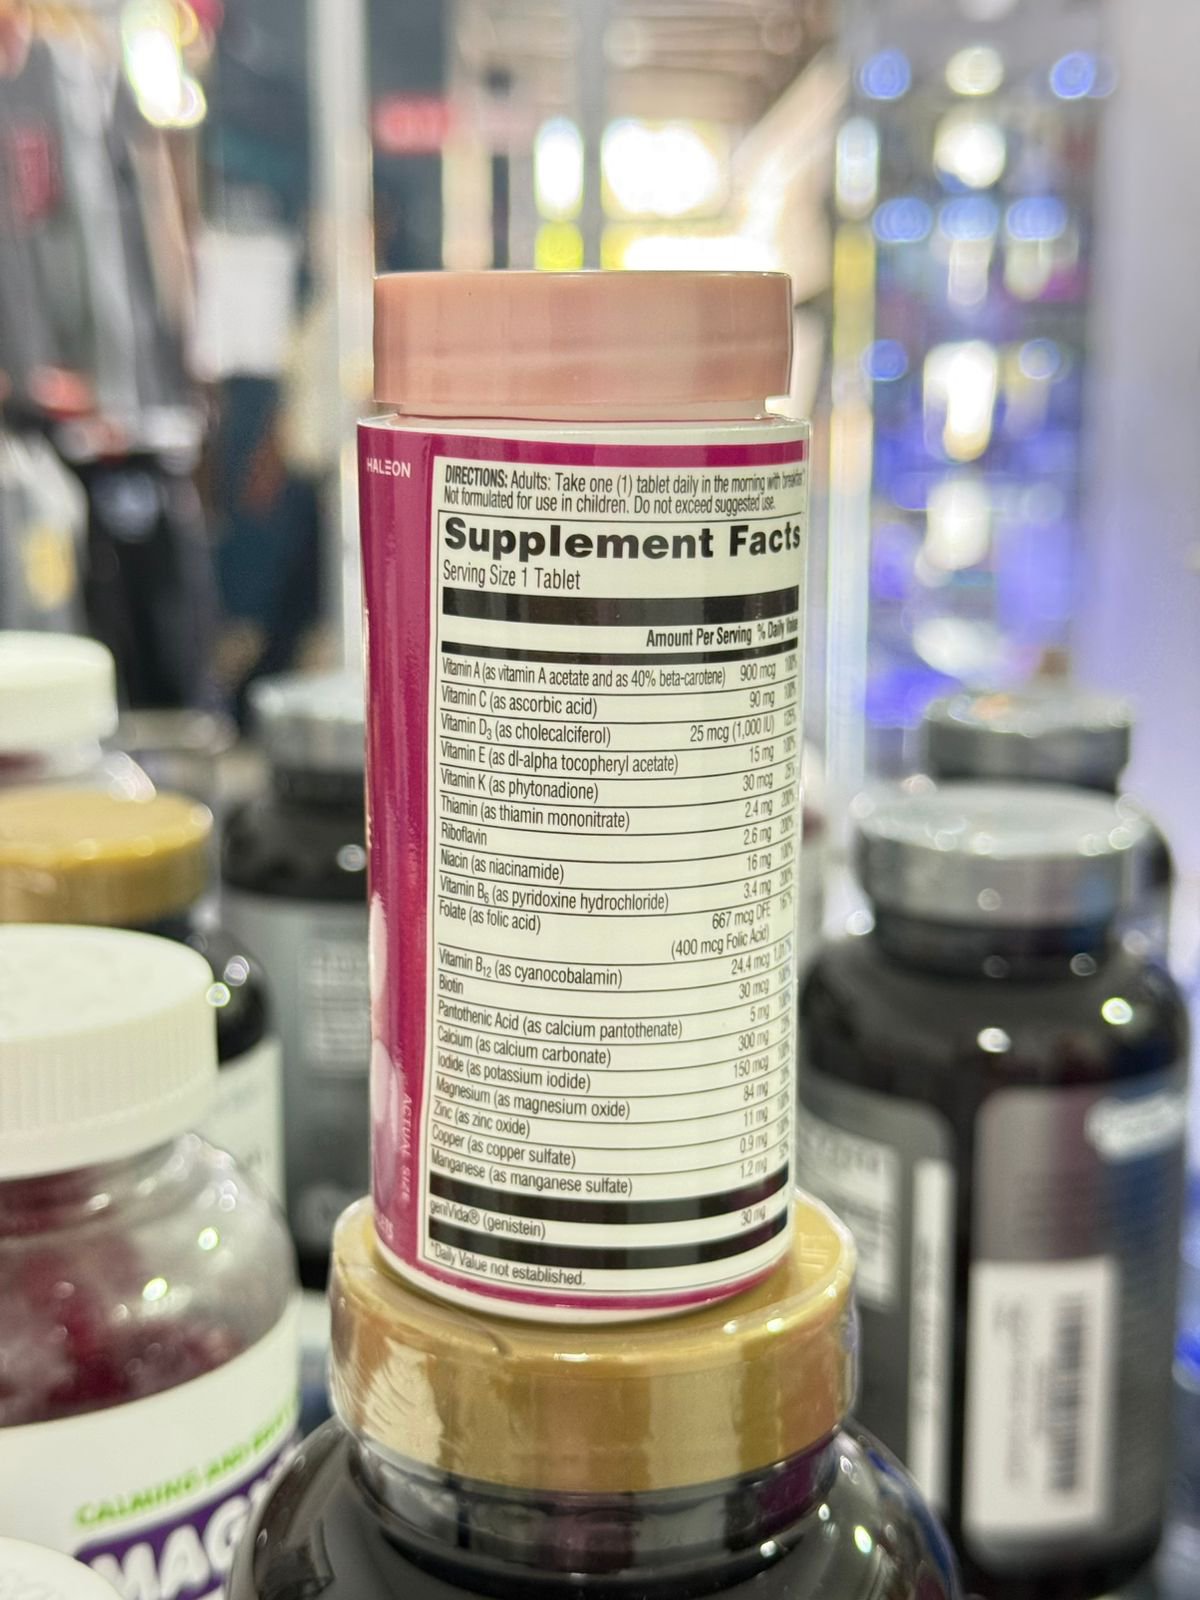 HALEON
DIRECTIONS: Adults: Take one (1) tablet daily in the morning with breakfast
Not formulated for use in children. Do not exceed suggested use.
Supplement Facts
Serving Size 1 Tablet
Amount Per Serving % Daily Value
Vitamin A (as vitamin A acetate and as 40% beta-carotene) 900 mcg 100%
Vitamin C (as ascorbic acid) 90 mg 100%
Vitamin D3 (as cholecalciferol) 25 mcg (1,000 IU) 125%
Vitamin E (as dl-alpha tocopheryl acetate) 15 mg 100%
Vitamin K (as phytonadione) 30 mcg 25%
Thiamin (as thiamin mononitrate) 2.4 mg 200%
Riboflavin 2.6 mg 200%
Niacin (as niacinamide) 16 mg 100%
Vitamin B6 (as pyridoxine hydrochloride) 3.4 mg 200%
Folate (as folic acid) 667 mcg DFE 167%
(400 mcg Folic Acid)
Vitamin B12 (as cyanocobalamin) 24.4 mcg
Biotin 30 mcg 100%
Pantothenic Acid (as calcium pantothenate) 5 mg 100%
Calcium (as calcium carbonate) 300 mg
Iodide (as potassium iodide) 150 mcg 100%
Magnesium (as magnesium oxide) 84 mg
Zinc (as zinc oxide) 11 mg 100%
Copper (as copper sulfate) 0.9 mg 100%
Manganese (as manganese sulfate) 1.2 mg
geniVida® (genistein) 30 mg
*Daily Value not established.
ACTUAL SIZE
CALMING AND
MAG